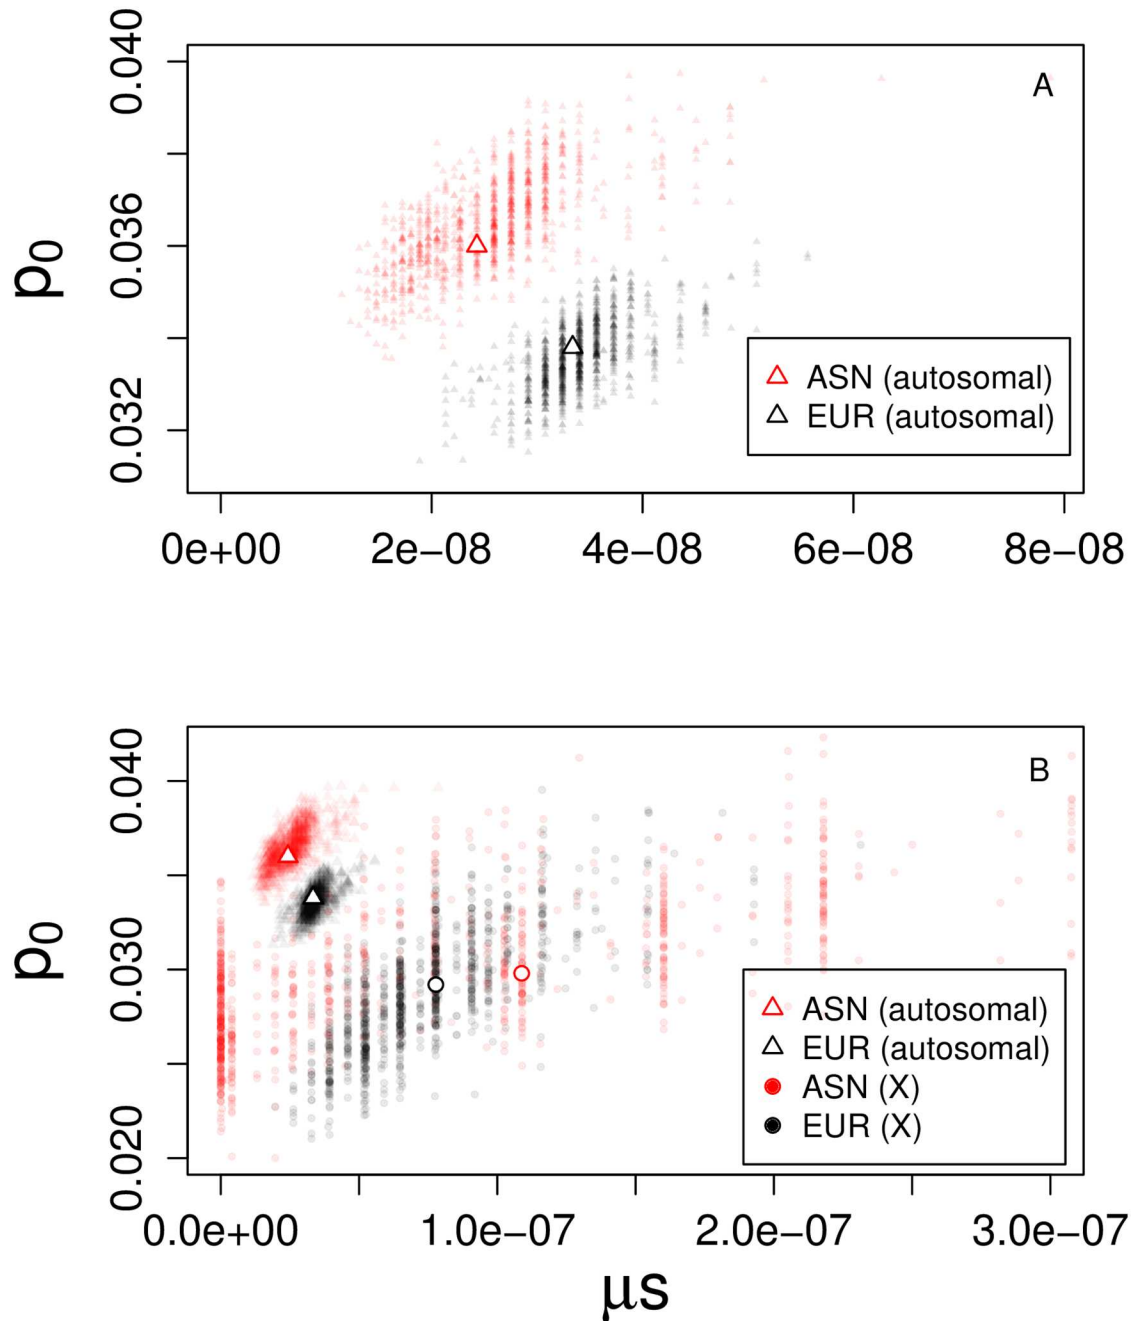 A
0.040
0.036
0.032
p0
ASN (autosomal)
EUR (autosomal)
0e+00 2e−08 4e−08 6e−08 8e−08
B
0.040
0.030
0.020
p0
ASN (autosomal)
EUR (autosomal)
ASN (X)
EUR (X)
0.0e+00 1.0e−07 2.0e−07 3.0e−07
μs